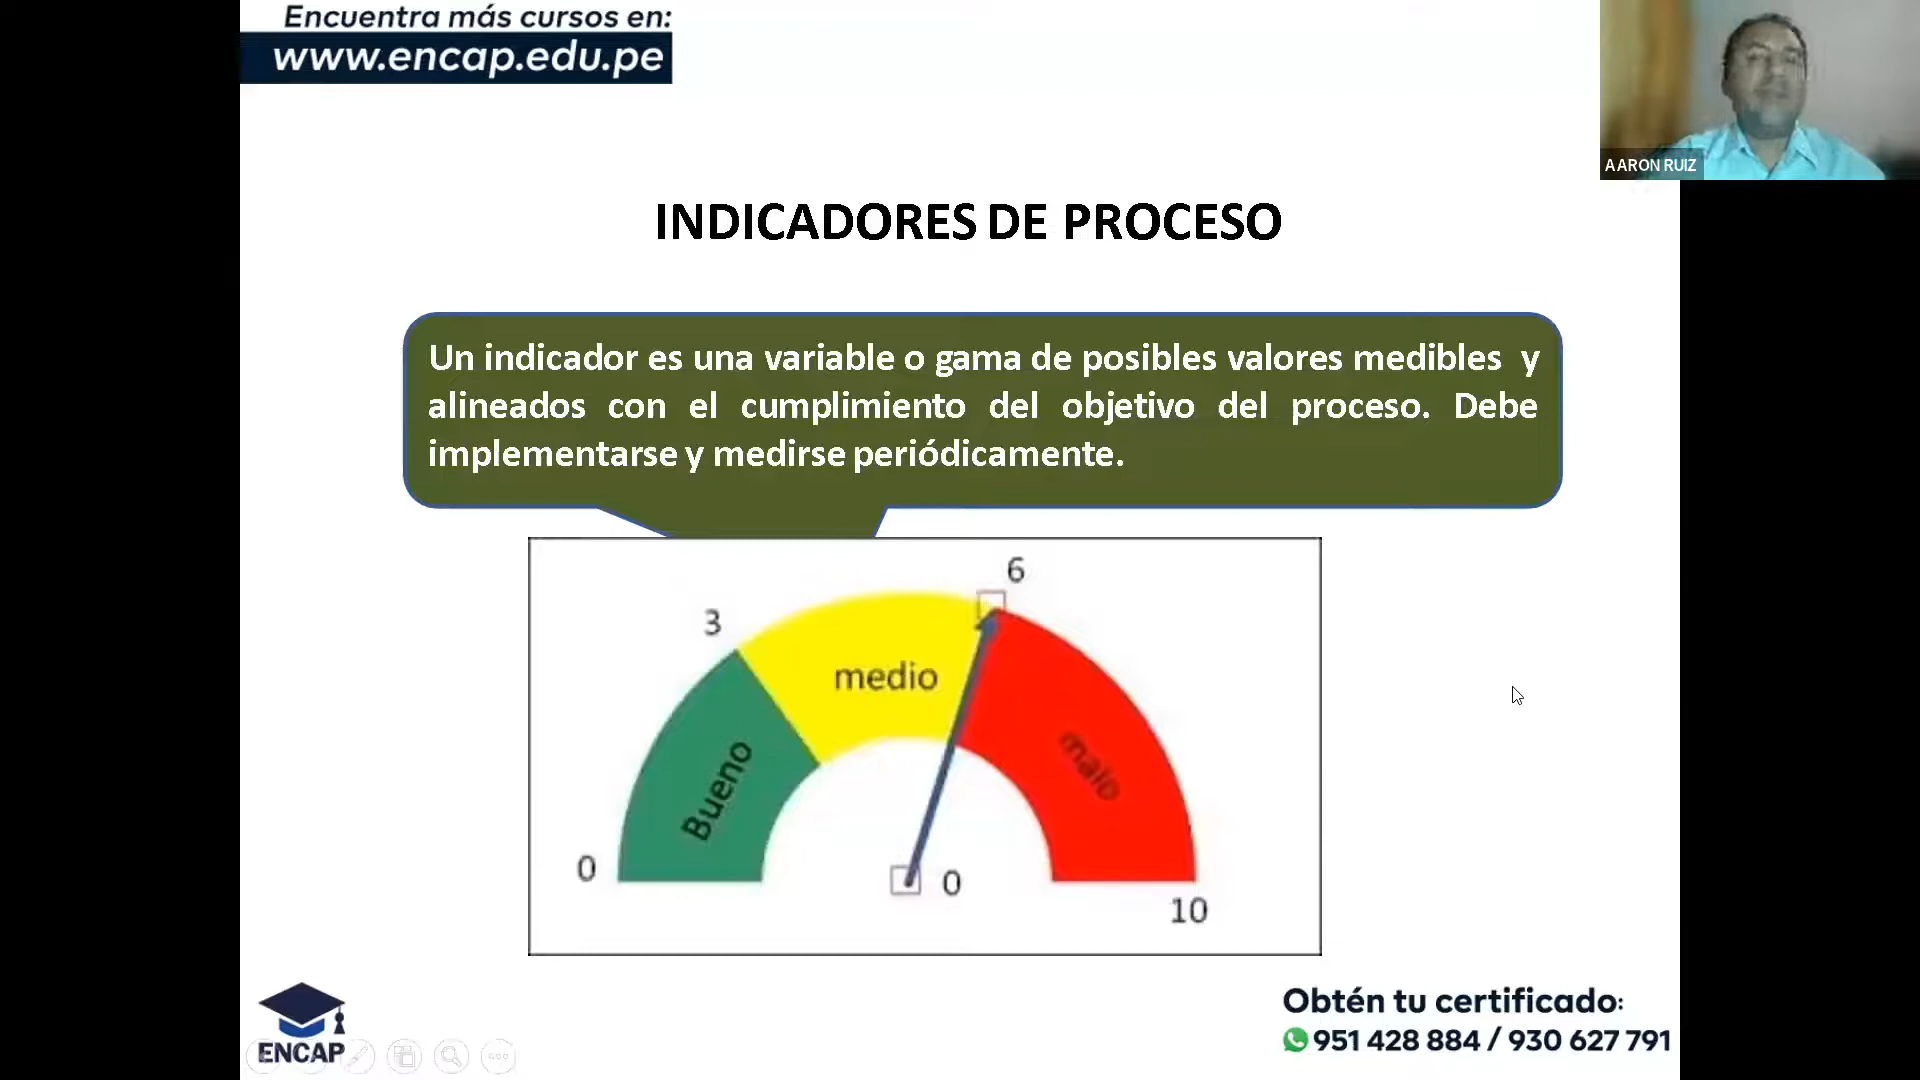 Encuentra más cursos en:
www.encap.edu.pe
AARON RUIZ
INDICADORES DE PROCESO
Un indicador es una variable o gama de posibles valores medibles y
alineados con el cumplimiento del objetivo del proceso. Debe
implementarse y medirse periódicamente.
6
3
medio
Bueno
malo
0
0
10
ENCAP
Obtén tu certificado:
951 428 884 / 930 627 791